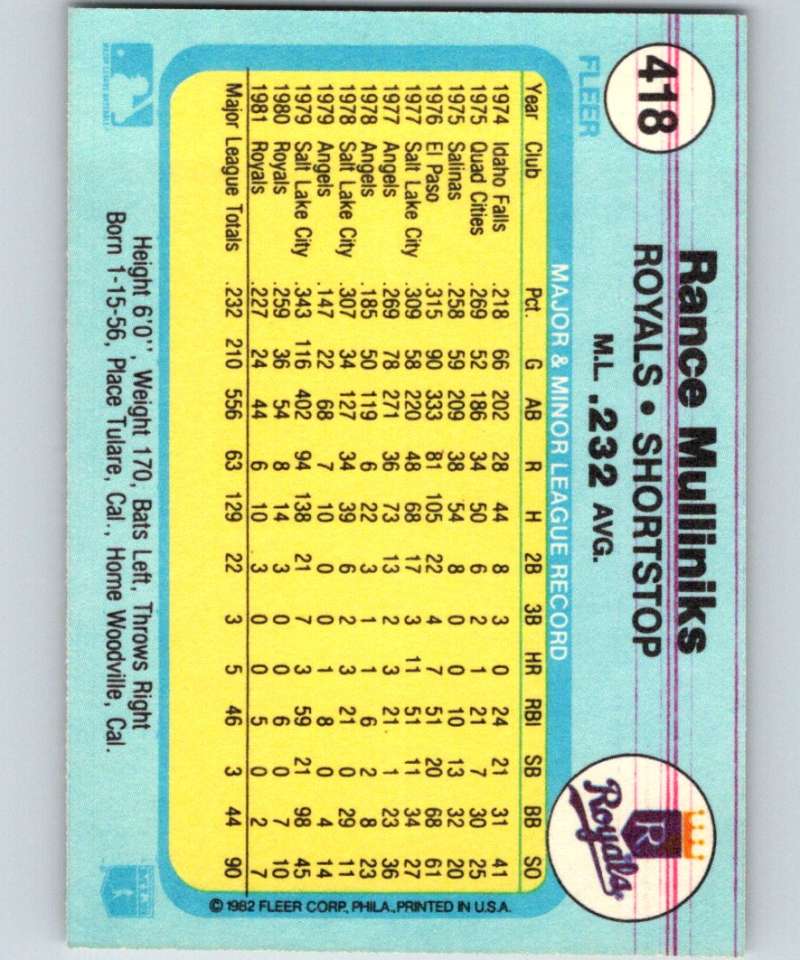 418
FLEER
Rance Mulliniks
ROYALS • SHORTSTOP
M.L. .232 AVG.
R
Royals
MAJOR & MINOR LEAGUE RECORD
Year Club Pct. G AB R H 2B 3B HR RBI SB BB SO
1974 Idaho Falls .218 66 202 28 44 8 3 0 24 21 31 41
1975 Quad Cities .269 52 186 34 50 6 2 1 21 7 30 25
1975 Salinas .258 59 209 38 54 8 0 0 10 13 32 20
1976 El Paso .315 90 333 81 105 22 4 7 51 20 68 61
1977 Salt Lake City .309 58 220 48 68 17 3 11 51 11 34 27
1977 Angels .269 78 271 36 73 13 2 3 21 1 23 36
1978 Angels .185 50 119 6 22 3 1 1 6 2 8 23
1978 Salt Lake City .307 34 127 34 39 6 2 3 21 0 29 11
1979 Angels .147 22 68 7 10 0 0 1 8 0 4 14
1979 Salt Lake City .343 116 402 94 138 21 7 3 59 21 98 45
1980 Royals .259 36 54 8 14 3 0 0 6 0 7 10
1981 Royals .227 24 44 6 10 3 0 0 5 0 2 7
Major League Totals .232 210 556 63 129 22 3 5 46 3 44 90
© 1982 FLEER CORP., PHILA., PRINTED IN U.S.A.
Height 6'0", Weight 170, Bats Left, Throws Right
Born 1-15-56, Place Tulare, Cal., Home Woodville, Cal.